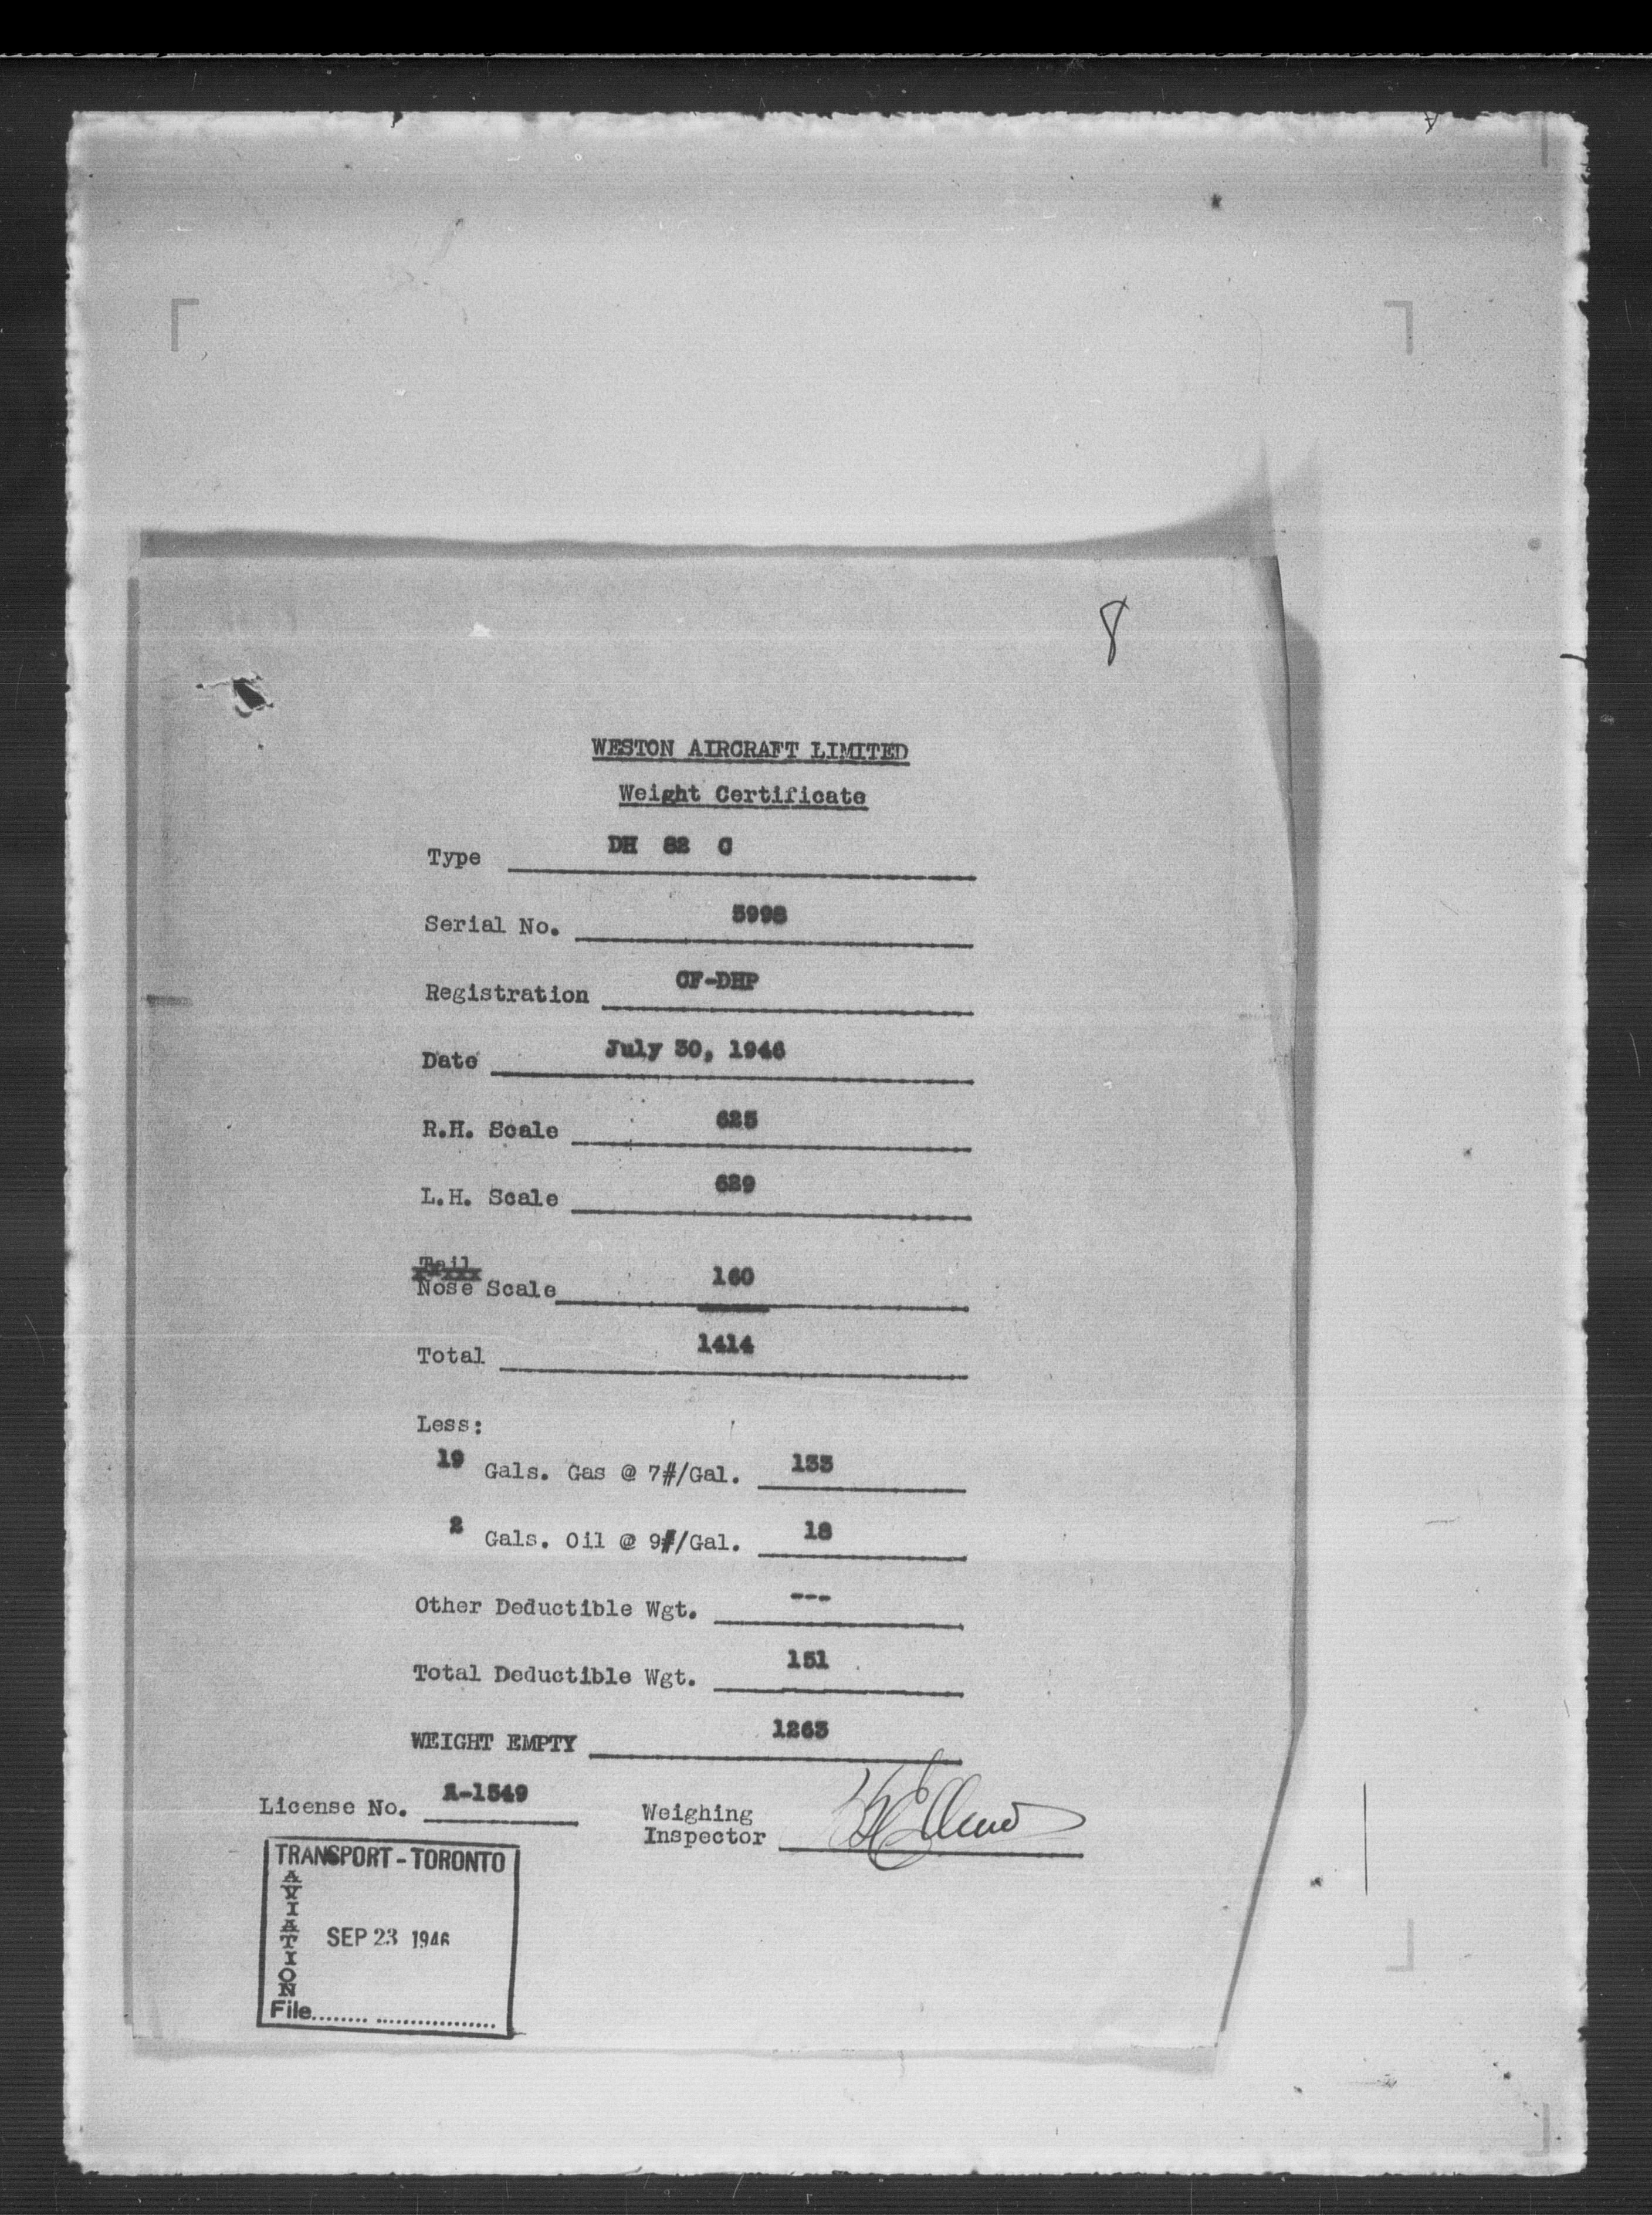 8
WESTON AIRCRAFT LIMITED
Weight Certificate
Type DH 82 C
Serial No. 5998
Registration CF-DHP
Date July 30, 1946
R.H. Scale 625
L.H. Scale 629
Tail
Nose Scale 160
Total 1414
Less:
19 Gals. Gas @ 7#/Gal. 133
2 Gals. Oil @ 9#/Gal. 18
Other Deductible Wgt. ---
Total Deductible Wgt. 151
WEIGHT EMPTY 1263
License No. A-1549
Weighing
Inspector
TRANSPORT - TORONTO
AVIATION
SEP 23 1946
File